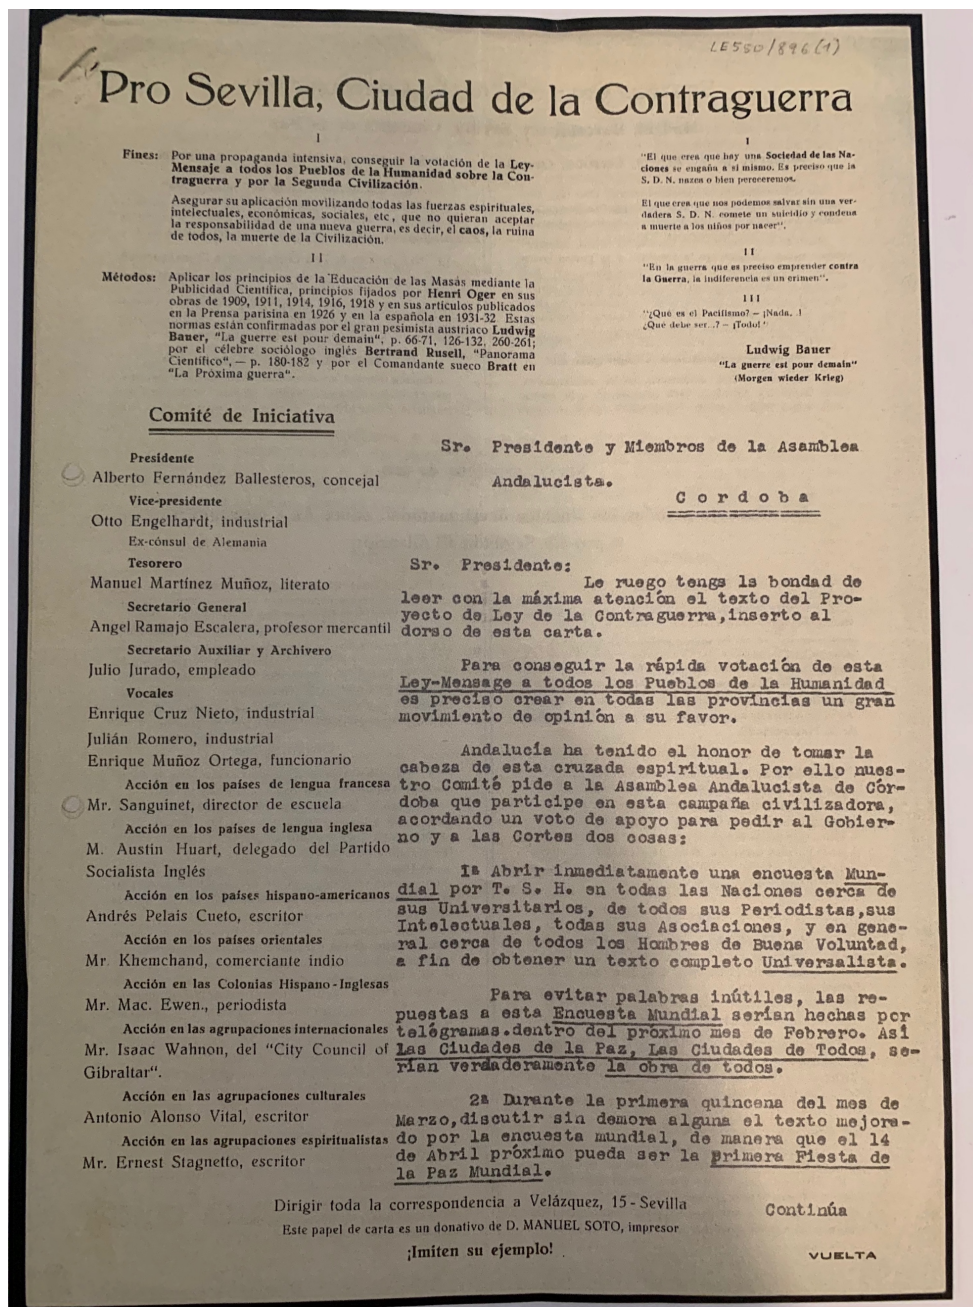 LE550/896(1)
Pro Sevilla, Ciudad de la Contraguerra
I
Fines: Por una propaganda intensiva, conseguir la votación de la Ley-
Mensaje a todos los Pueblos de la Humanidad sobre la Con-
traguerra y por la Segunda Civilización.
Asegurar su aplicación movilizando todas las fuerzas espirituales,
intelectuales, económicas, sociales, etc, que no quieran aceptar
la responsabilidad de una nueva guerra, es decir, el caos, la ruina
de todos, la muerte de la Civilización.
II
Métodos: Aplicar los principios de la Educación de las Masás mediante la
Publicidad Cientifica, principios fijados por Henri Oger en sus
obras de 1909, 1911, 1914, 1916, 1918 y en sus articulos publicados
en la Prensa parisina en 1926 y en la española en 1931-32 Estas
normas están confirmadas por el gran pesimista austriaco Ludwig
Bauer, "La guerre est pour demain", p. 66-71, 126-132, 260-261;
por el célebre sociólogo inglés Bertrand Rusell, "Panorama
Cientifico", — p. 180-182 y por el Comandante sueco Bratt en
"La Próxima guerra".
I
"El que crea que hay una Sociedad de las Na-
ciones se engaña a si mismo. Es preciso que la
S. D. N. nazca o bien pereceremos.
El que crea que nos podemos salvar sin una ver-
dadera S. D. N. comete un suicidio y condena
a muerte a los niños por nacer".
II
"En la guerra que es preciso emprender contra
la Guerra, la indiferencia es un crimen".
III
"¿Que es el Pacifismo? — ¡Nada. !
¿Que debe ser..? — ¡Todo!"
Ludwig Bauer
"La guerre est pour demain"
(Morgen wieder Krieg)
Comité de Iniciativa
Presidente
Alberto Fernández Ballesteros, concejal
Vice-presidente
Otto Engelhardt, industrial
Ex-cónsul de Alemania
Tesorero
Manuel Martínez Muñoz, literato
Secretario General
Angel Ramajo Escalera, profesor mercantil
Secretario Auxiliar y Archivero
Julio Jurado, empleado
Vocales
Enrique Cruz Nieto, industrial
Julián Romero, industrial
Enrique Muñoz Ortega, funcionario
Acción en los países de lengua francesa
Mr. Sanguinet, director de escuela
Acción en los países de lengua inglesa
M. Austin Huart, delegado del Partido
Socialista Inglés
Acción en los países hispano-americanos
Andrés Pelais Cueto, escritor
Acción en los países orientales
Mr. Khemchand, comerciante indio
Acción en las Colonias Hispano-Inglesas
Mr. Mac. Ewen., periodista
Acción en las agrupaciones internacionales
Mr. Isaac Wahnon, del "City Council of
Gibraltar".
Acción en las agrupaciones culturales
Antonio Alonso Vital, escritor
Acción en las agrupaciones espiritualistas
Mr. Ernest Stagnetto, escritor
Sr. Presidente y Miembros de la Asamblea
Andalucista.
Cordoba
Sr. Presidente:
Le ruego tenga la bondad de
leer con la máxima atención el texto del Pro-
yecto de Ley de la Contraguerra,inserto al
dorso de esta carta.
Para conseguir la rápida votación de esta
Ley-Mensage a todos los Pueblos de la Humanidad
es preciso crear en todas las provincias un gran
movimiento de opinión a su favor.
Andalucía ha tenido el honor de tomar la
cabeza de esta cruzada espiritual. Por ello nues-
tro Comité pide a la Asamblea Andalucista de Cór-
doba que participe en esta campaña civilizadora,
acordando un voto de apoyo para pedir al Gobier-
no y a las Cortes dos cosas:
1ª Abrir inmediatamente una encuesta Mun-
dial por T. S. H. en todas las Naciones cerca de
sus Universitarios, de todos sus Periodistas,sus
Intelectuales, todas sus Asociaciones, y en gene-
ral cerca de todos los Hombres de Buena Voluntad,
a fin de obtener un texto completo Universalista.
Para evitar palabras inútiles, las re-
puestas a esta Encuesta Mundial serían hechas por
telégramas.dentro del próximo mes de Febrero. Así
Las Ciudades de la Paz, Las Ciudades de Todos, se-
rían verdaderamente la obra de todos.
2ª Durante la primera quincena del mes de
Marzo,discutir sin demora alguna el texto mejora-
do por la encuesta mundial, de manera que el 14
de Abril próximo pueda ser la primera Fiesta de
la Paz Mundial.
Continúa
Dirigir toda la correspondencia a Velázquez, 15 - Sevilla
Este papel de carta es un donativo de D. MANUEL SOTO, impresor
¡Imiten su ejemplo!
VUELTA